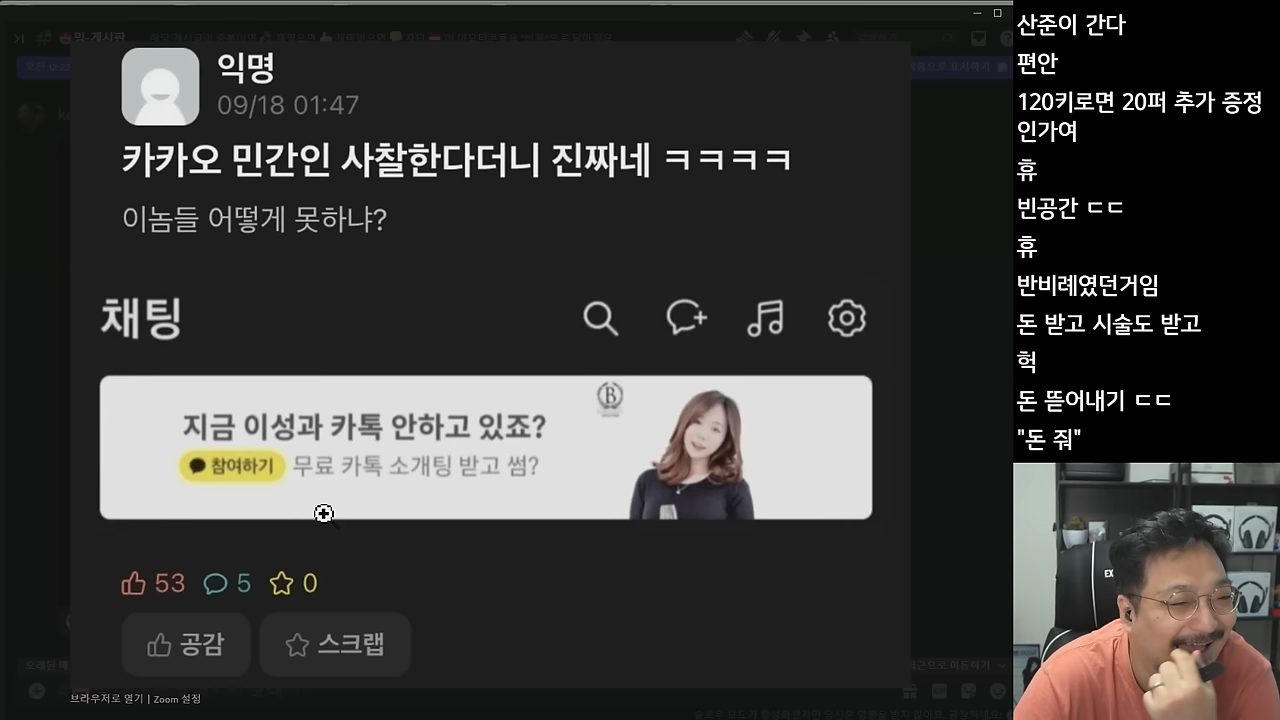 익명
09/18 01:47
카카오 민간인 사찰한다더니 진짜네 ㅋㅋㅋㅋ
이놈들 어떻게 못하냐?
채팅
B
지금 이성과 카톡 안하고 있죠?
참여하기 무료 카톡 소개팅 받고 썸?
53 5 0
공감 스크랩
브라우저로 열기 | Zoom 설정
산준이 간다
편안
120키로면 20퍼 추가 증정
인가여
휴
빈공간 ㄷㄷ
휴
반비례였던거임
돈 받고 시술도 받고
헉
돈 뜯어내기 ㄷㄷ
"돈 줘"
EX